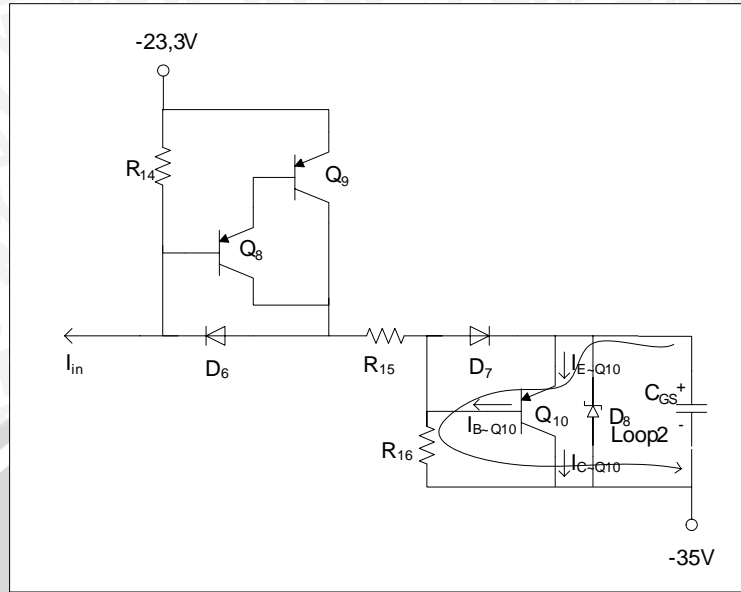 -23,3V
R14
Q9
Q8
Iin
D6
R15
D7
IE~Q10
CGS
+
IB~Q10
Q10
D8
-
Loop2
R16
IC~Q10
-35V